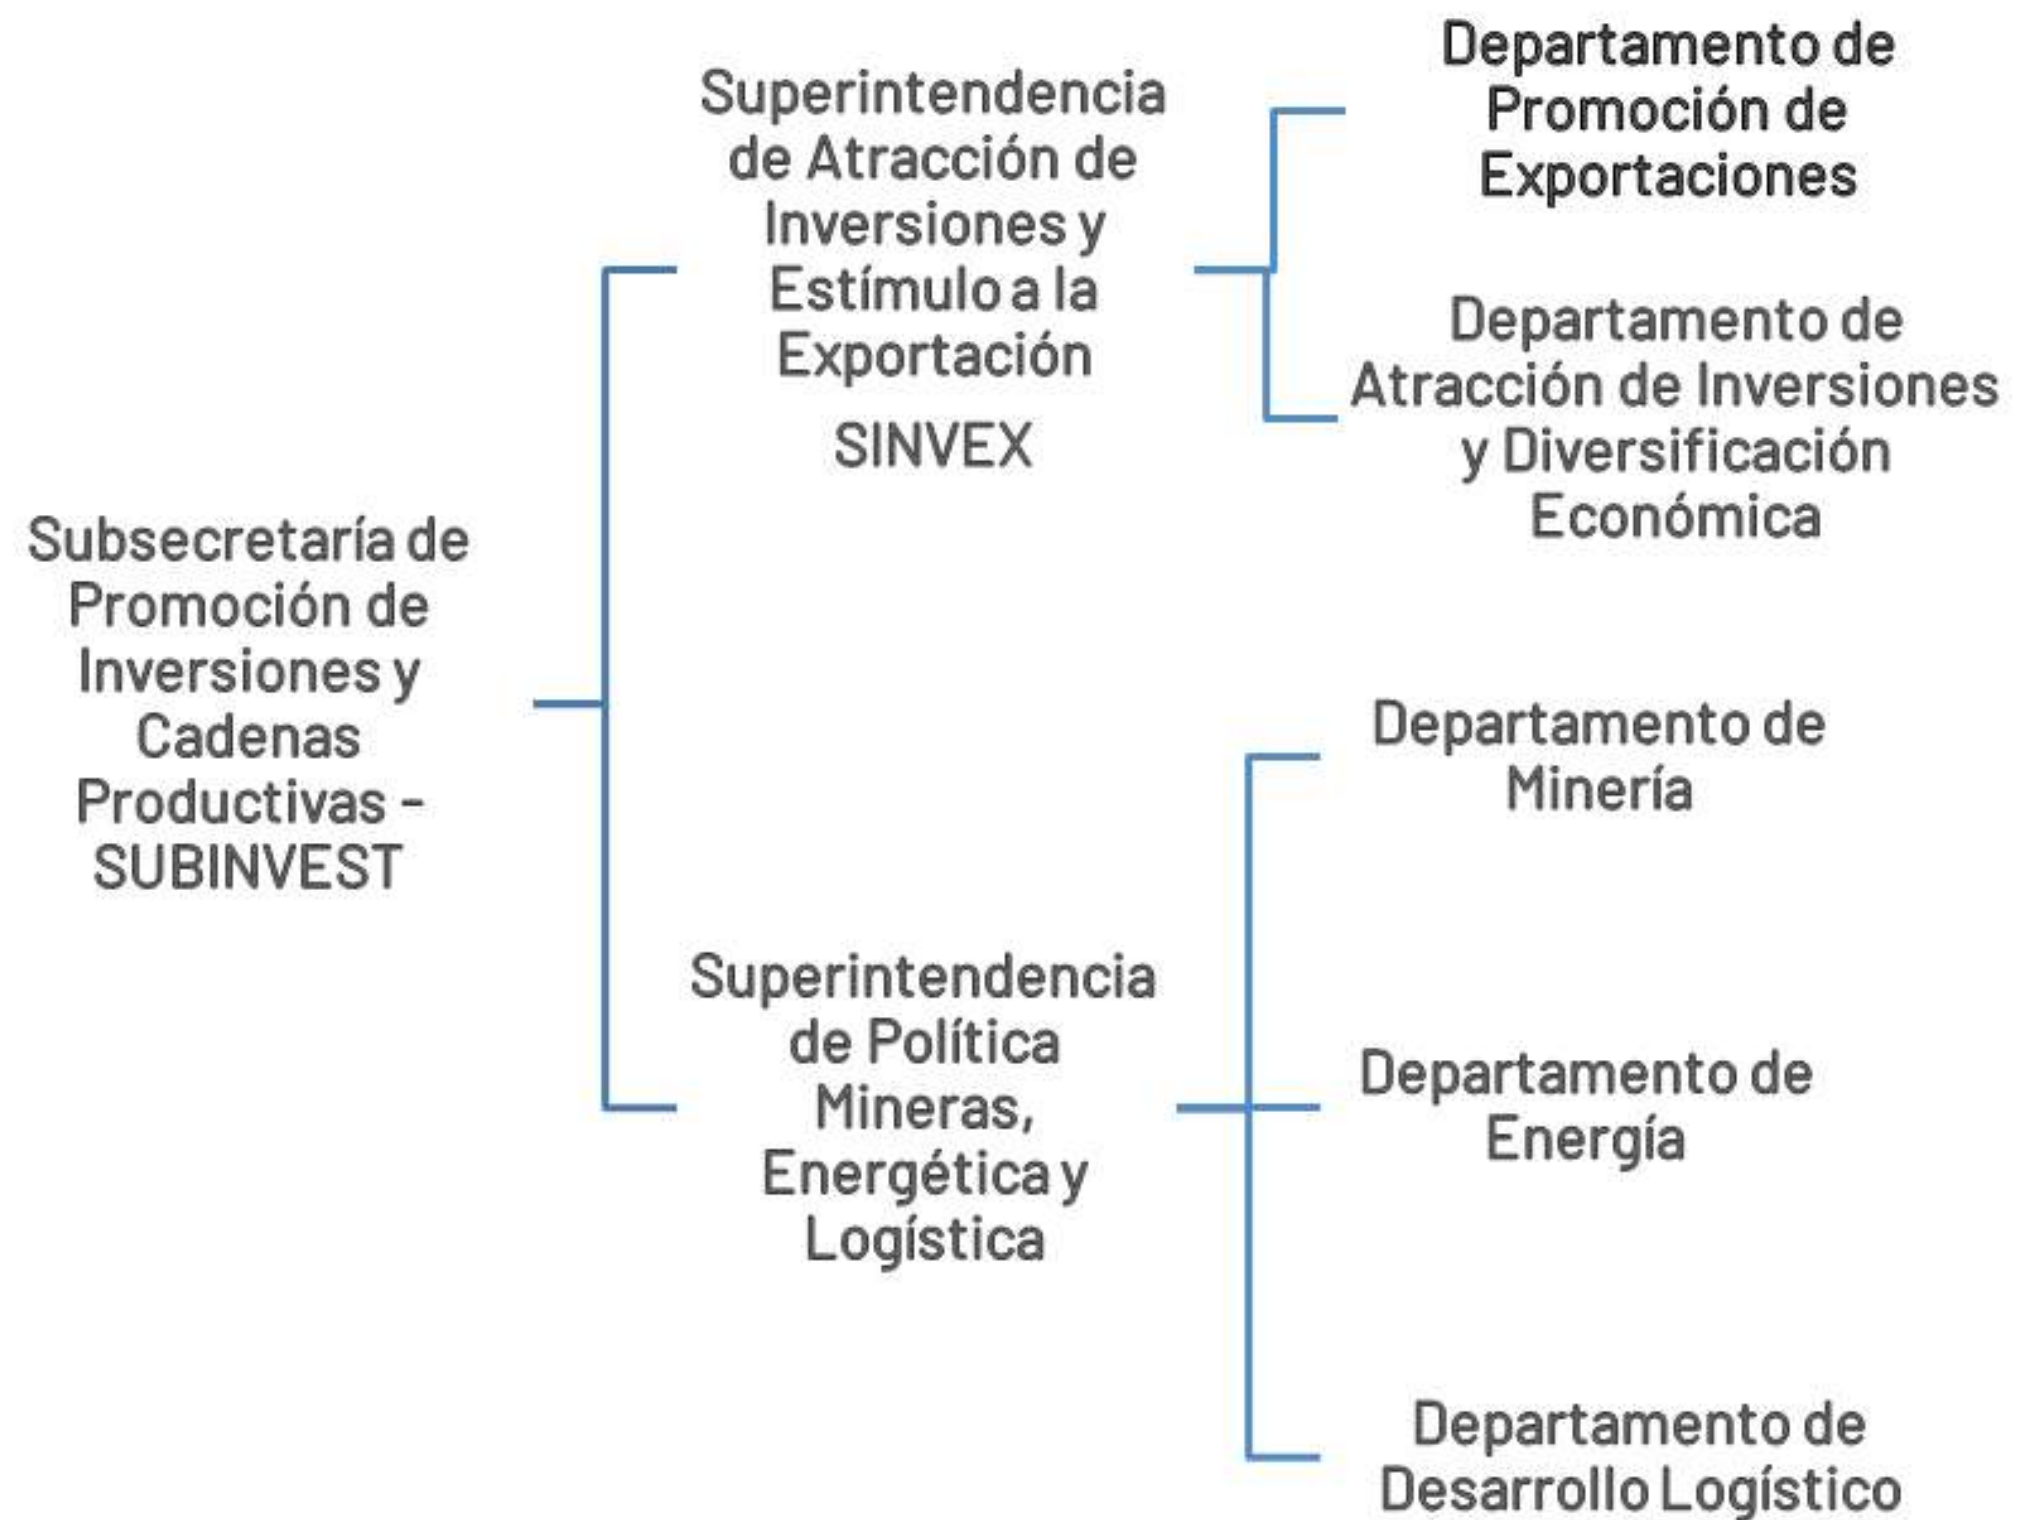 Subsecretaría de
Promoción de
Inversiones y
Cadenas
Productivas -
SUBINVEST
Superintendencia
de Atracción de
Inversiones y
Estímulo a la
Exportación
SINVEX
Departamento de
Promoción de
Exportaciones
Departamento de
Atracción de Inversiones
y Diversificación
Económica
Superintendencia
de Política
Mineras,
Energética y
Logística
Departamento de
Minería
Departamento de
Energía
Departamento de
Desarrollo Logístico